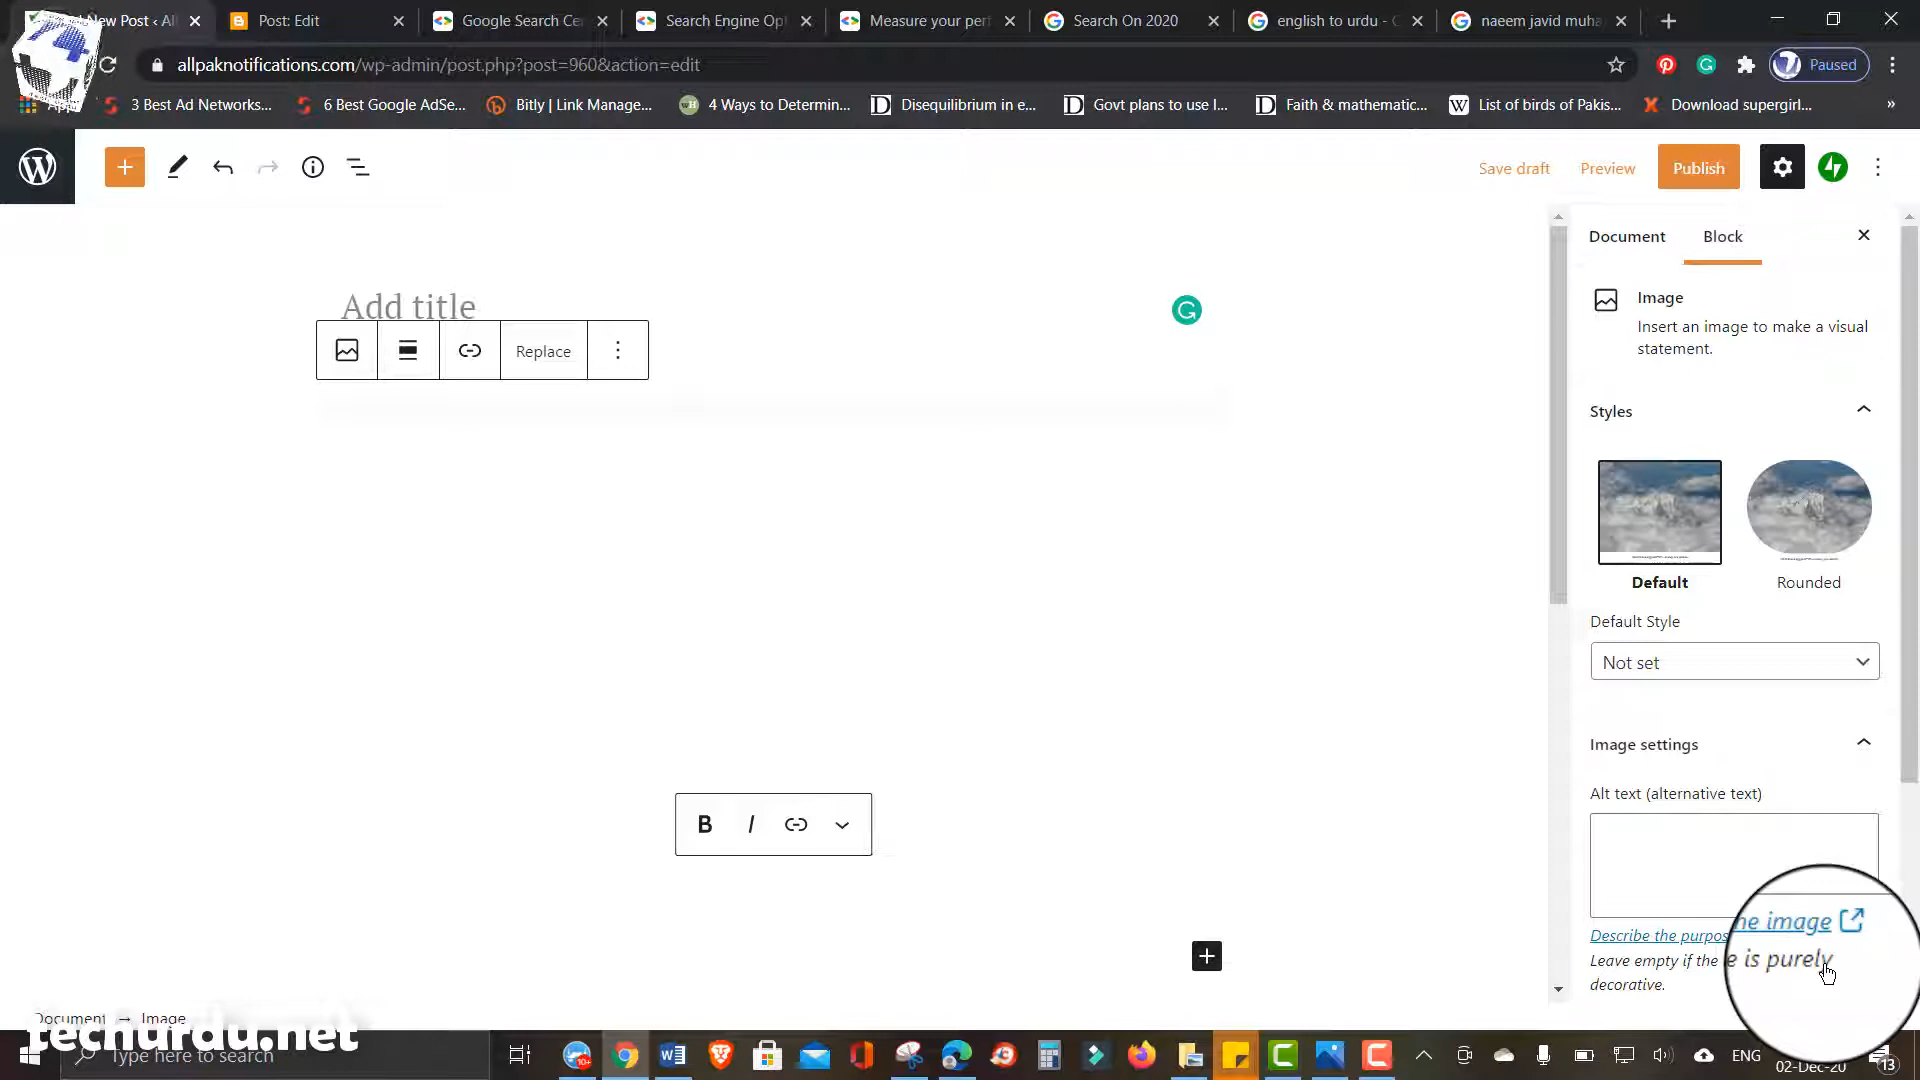 New Post ‹ Al
Post: Edit
Google Search Ce
Search Engine Op
Measure your per
Search On 2020
english to urdu -
naeem javid muha
allpaknotifications.com/wp-admin/post.php?post=960&action=edit
Paused
3 Best Ad Networks...
6 Best Google AdSe...
Bitly | Link Manage...
4 Ways to Determin...
Disequilibrium in e...
Govt plans to use l...
Faith & mathematic...
List of birds of Pakis...
Download supergirl...
Save draft
Preview
Publish
Document
Block
Add title
Replace
Image
Insert an image to make a visual
statement.
Styles
Default
Rounded
Default Style
Not set
Image settings
Alt text (alternative text)
Describe the purpos
he image
Leave empty if the
e is purely
decorative.
B I
Document → Image
techurdu.net
Type here to search
10+
ENG
02-Dec-20
13